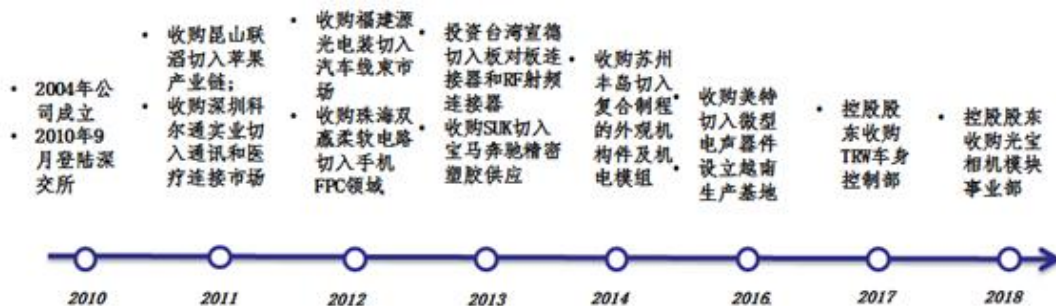 • 2004年公
司成立
• 2010年9
月登陆深
交所
• 收购昆山联
滔切入苹果
产业链;
• 收购深圳科
尔通实业切
入通讯和医
疗连接市场
• 收购福建源
光电装切入
汽车线束市
场
• 收购珠海双
赢柔软电路
切入手机
FPC领域
• 投资台湾宣德
切入板对板连
接器和RF射频
连接器
• 收购SUK切入
宝马奔驰精密
塑胶供应
• 收购苏州
丰岛切入
复合制程
的外观机
构件及机
电模组
• 收购美特
切入微型
电声器件
• 设立越南
生产基地
• 控股股
东收购
TRW车身
控制部
• 控股股东
收购光宝
相机模块
事业部
2010
2011
2012
2013
2014
2016.
2017
2018